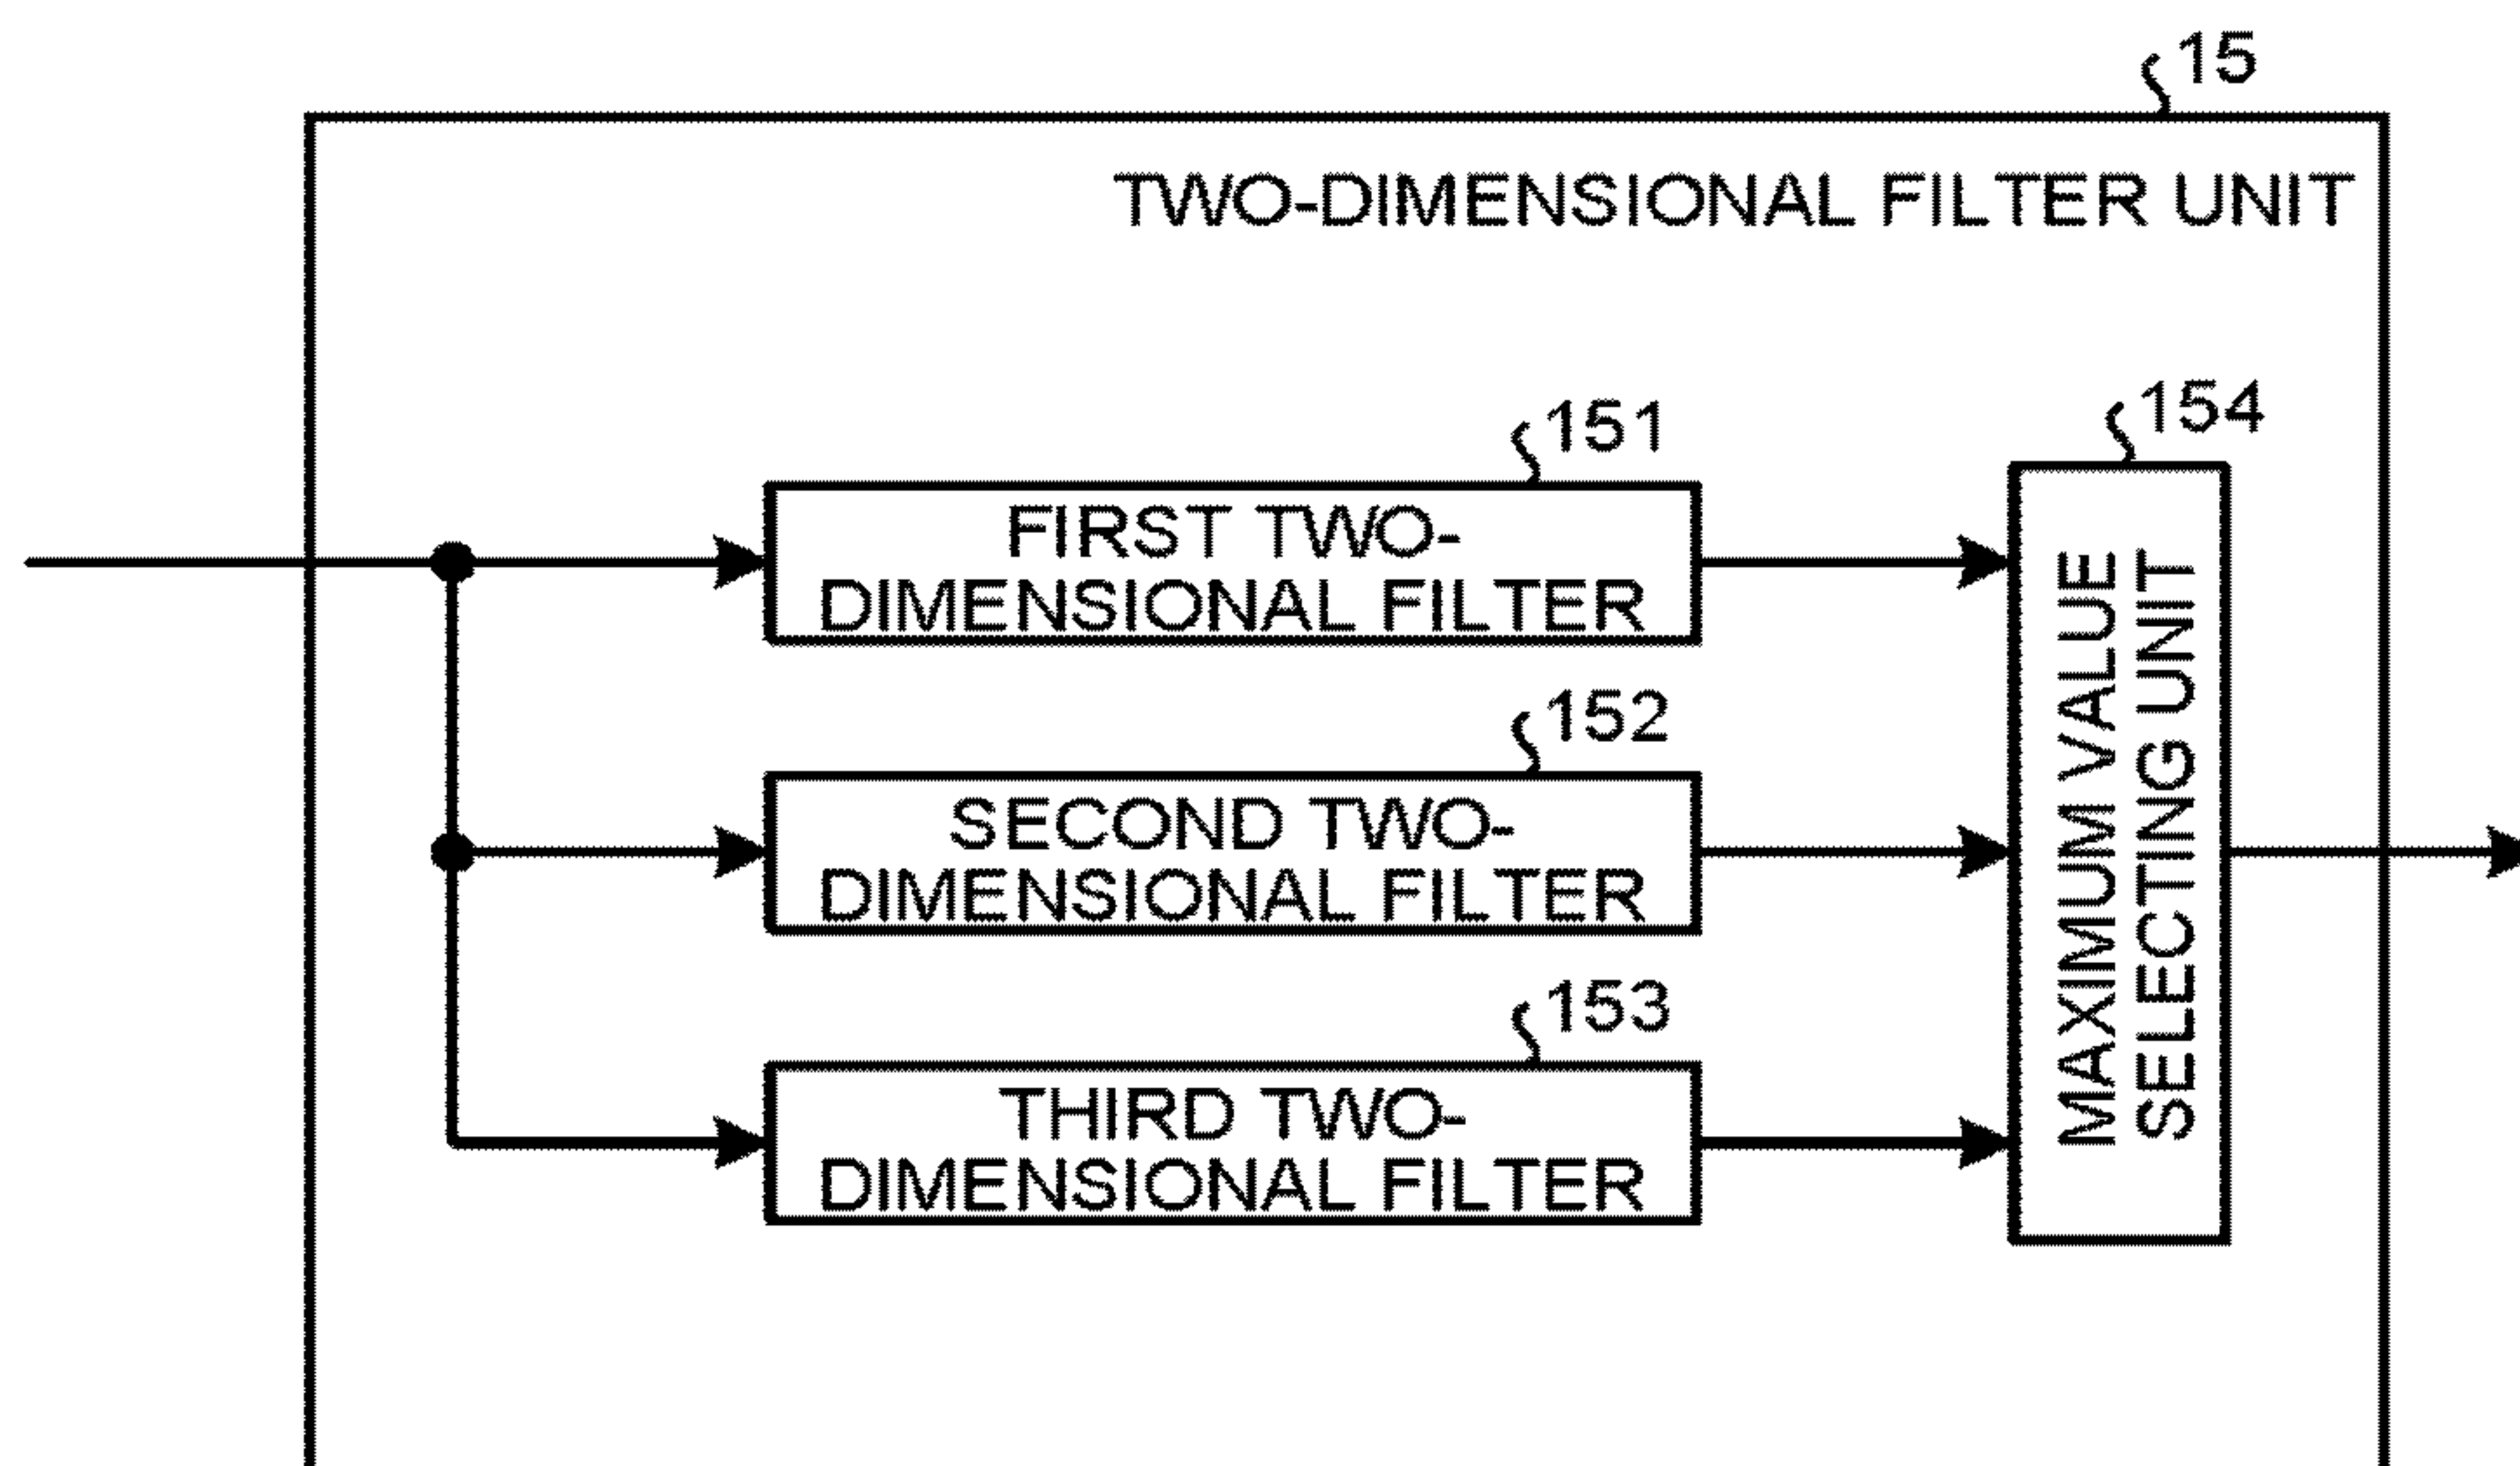 15
TWO-DIMENSIONAL FILTER UNIT
151
FIRST TWO-
DIMENSIONAL FILTER
152
SECOND TWO-
DIMENSIONAL FILTER
153
THIRD TWO-
DIMENSIONAL FILTER
154
MAXIMUM VALUE
SELECTING UNIT